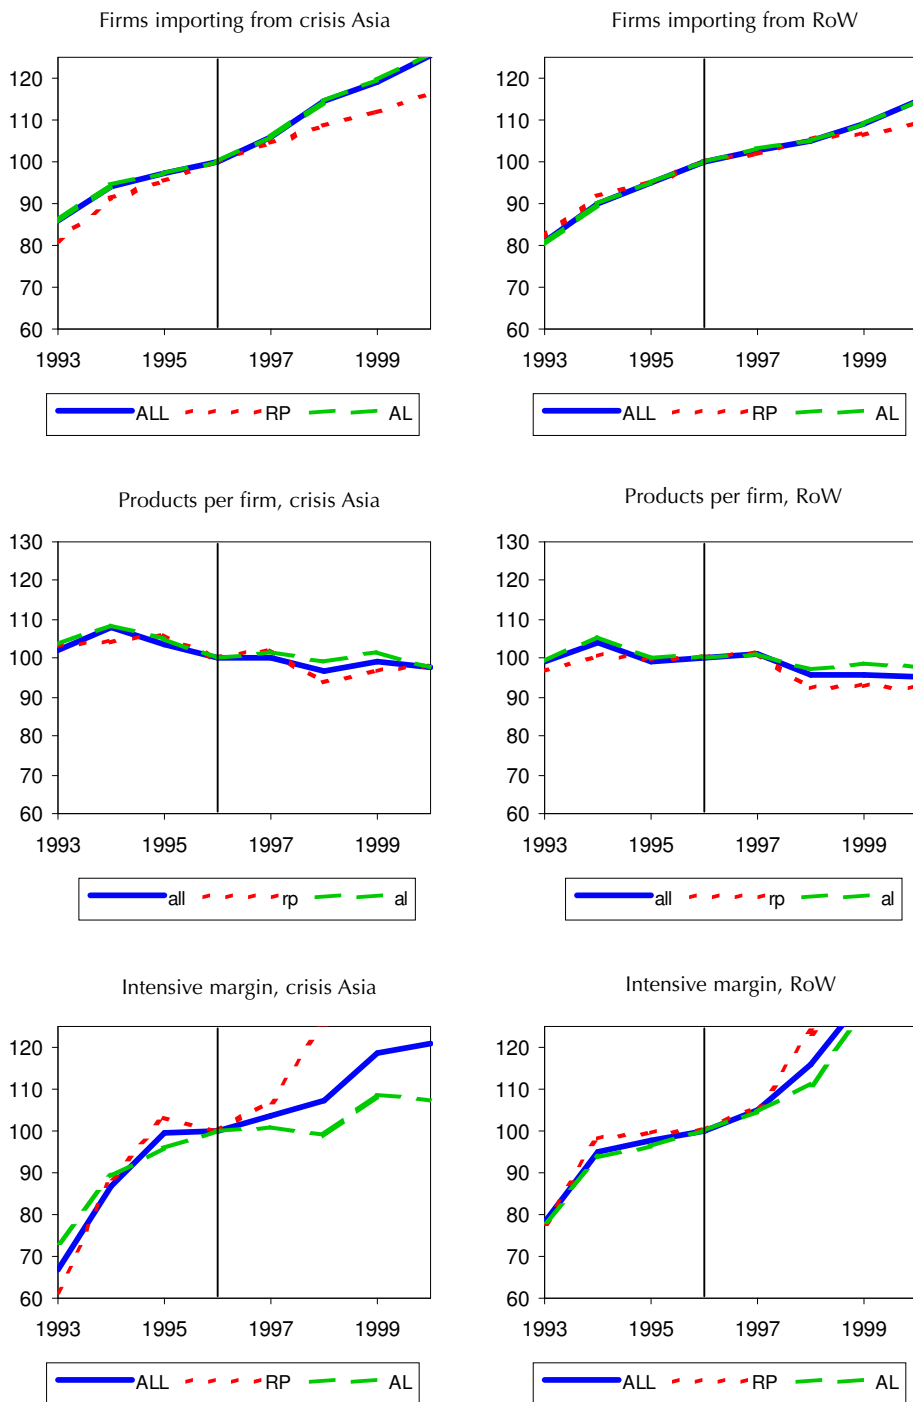 Firms importing from crisis Asia
120
110
100
90
80
70
60
1993 1995 1997 1999
ALL RP AL
Firms importing from RoW
120
110
100
90
80
70
60
1993 1995 1997 1999
ALL RP AL
Products per firm, crisis Asia
130
120
110
100
90
80
70
60
1993 1995 1997 1999
all rp al
Products per firm, RoW
130
120
110
100
90
80
70
60
1993 1995 1997 1999
all rp al
Intensive margin, crisis Asia
120
110
100
90
80
70
60
1993 1995 1997 1999
ALL RP AL
Intensive margin, RoW
120
110
100
90
80
70
60
1993 1995 1997 1999
ALL RP AL